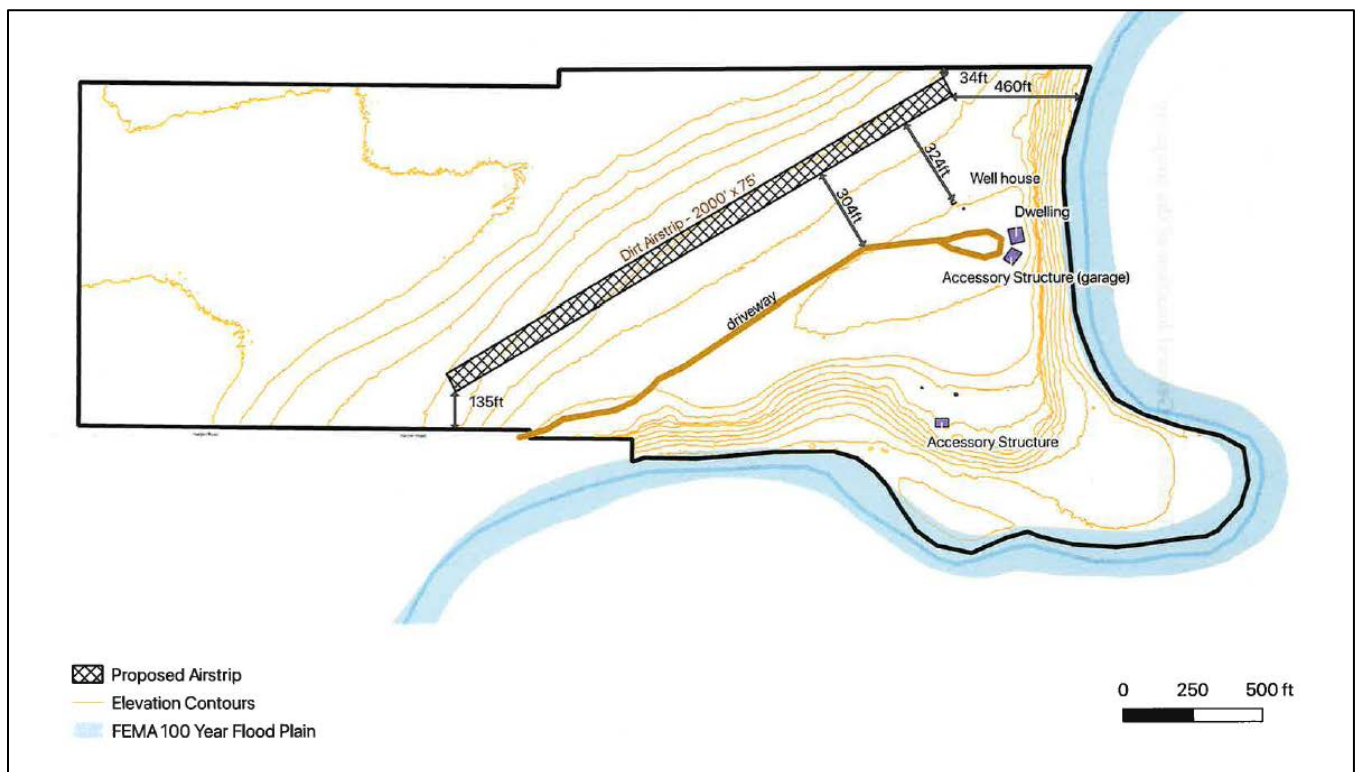 34ft
460ft
324ft
304ft
Well house
Dwelling
Dirt Airstrip - 2000' x 75'
Accessory Structure (garage)
driveway
135ft
Accessory Structure
Proposed Airstrip
Elevation Contours
FEMA 100 Year Flood Plain
0 250 500 ft